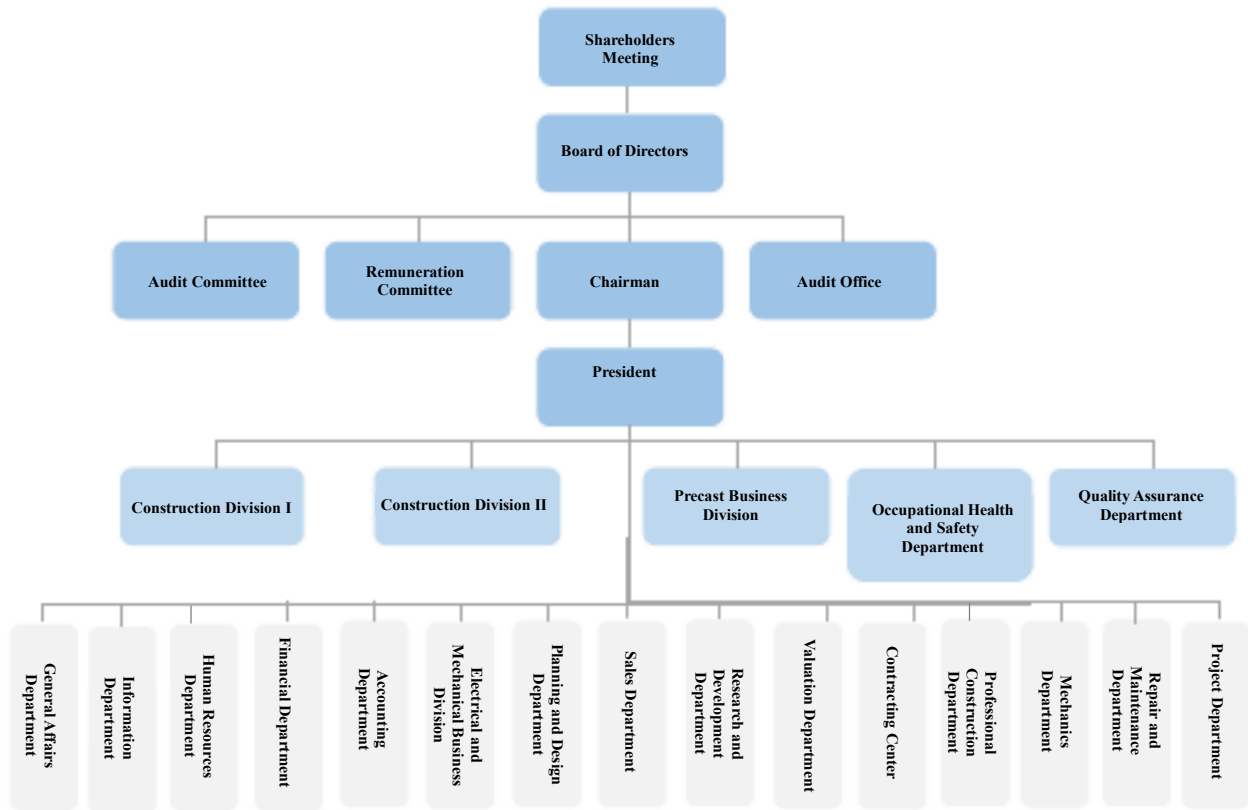 Shareholders
Meeting
Board of Directors
Audit Committee
Remuneration
Committee
Chairman
Audit Office
President
Construction Division I
Construction Division II
Precast Business
Division
Occupational Health
and Safety
Department
Quality Assurance
Department
General Affairs
Department
Information
Department
Human Resources
Department
Financial Department
Accounting
Department
Electrical and
Mechanical Business
Division
Planning and Design
Department
Sales Department
Research and
Development
Department
Valuation Department
Contracting Center
Professional
Construction
Department
Mechanics
Department
Repair and
Maintenance
Department
Project Department